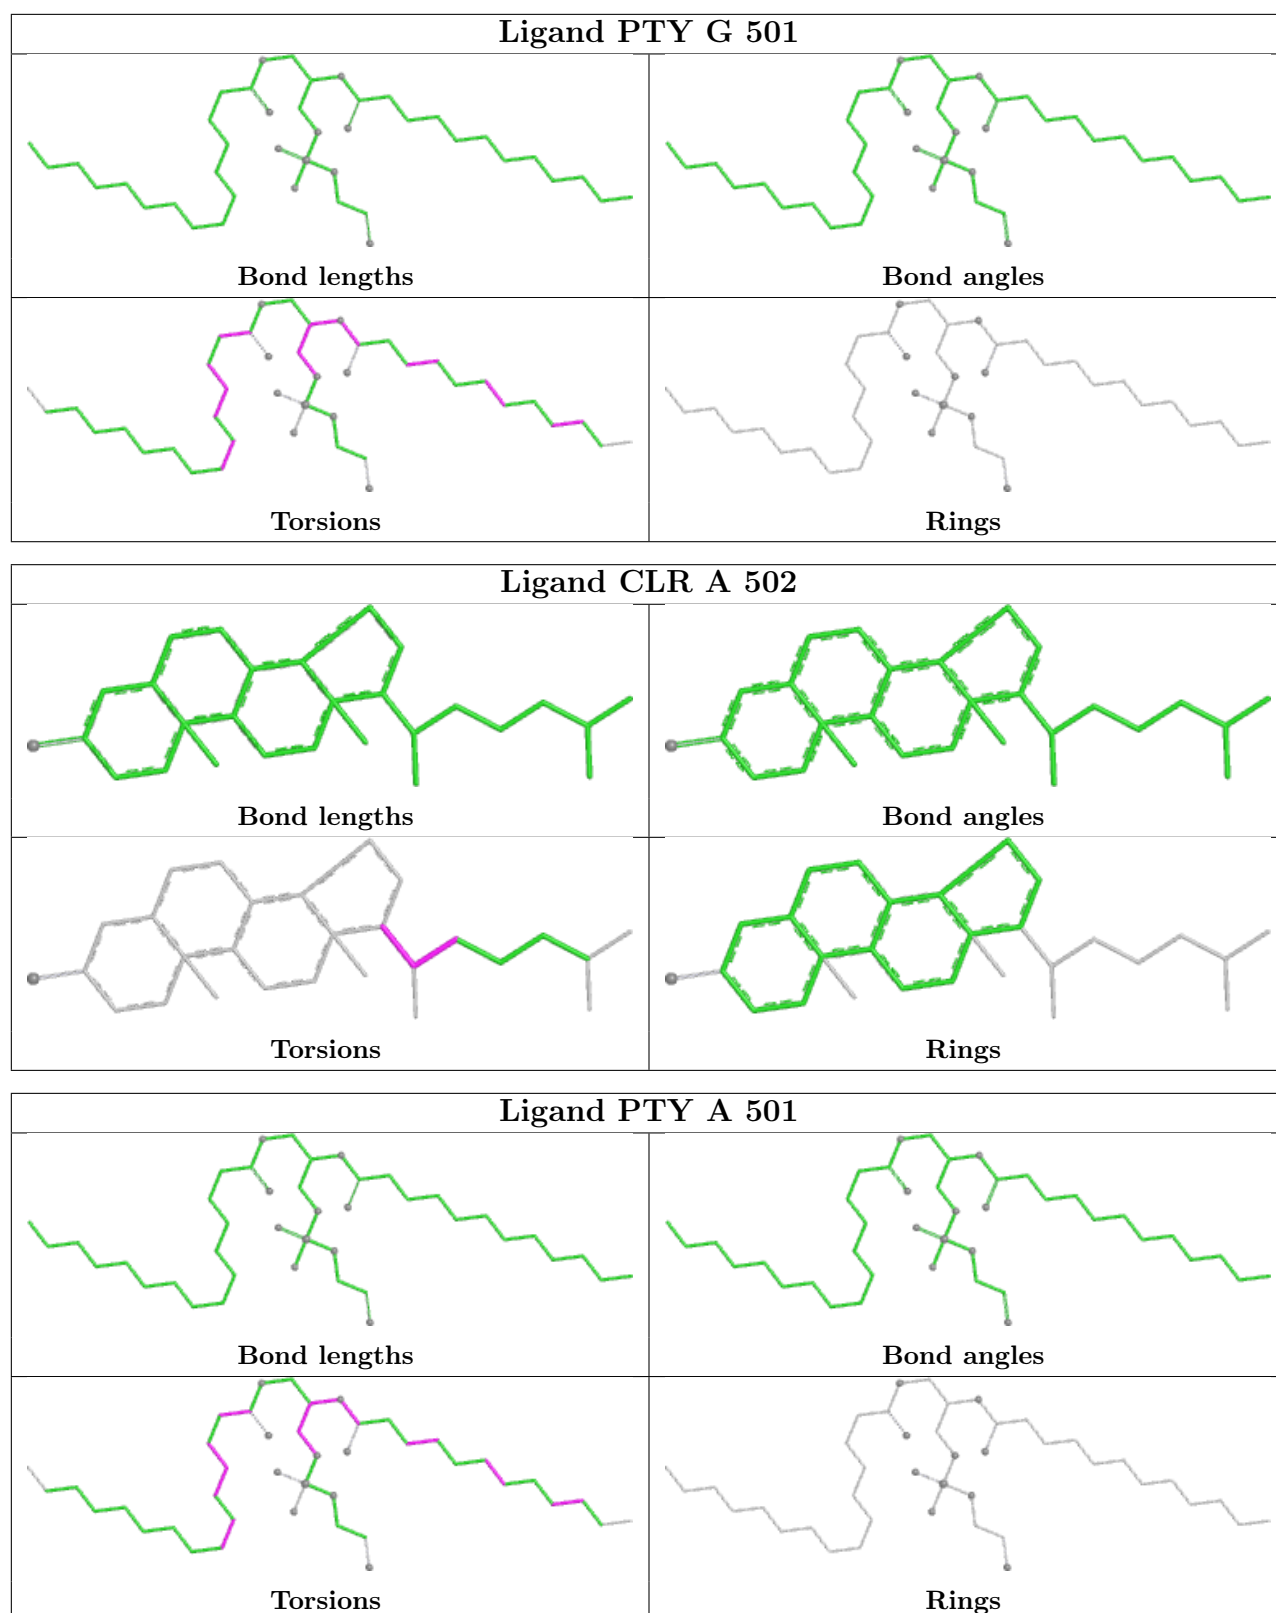 Ligand PTY G 501
Bond lengths
Bond angles
Torsions
Rings
Ligand CLR A 502
Bond lengths
Bond angles
Torsions
Rings
Ligand PTY A 501
Bond lengths
Bond angles
Torsions
Rings